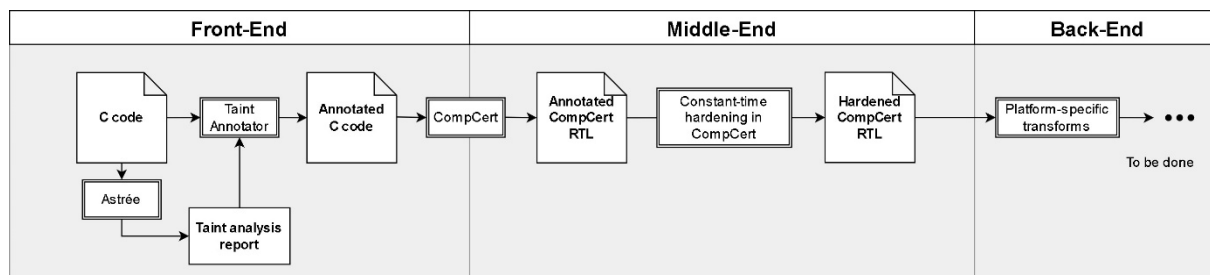 Front-End
Middle-End
Back-End
C code
Taint
Annotator
Annotated
C code
CompCert
Annotated
CompCert
RTL
Constant-time
hardening in
CompCert
Hardened
CompCert
RTL
Platform-specific
transforms
•••
To be done
Astrée
Taint analysis
report